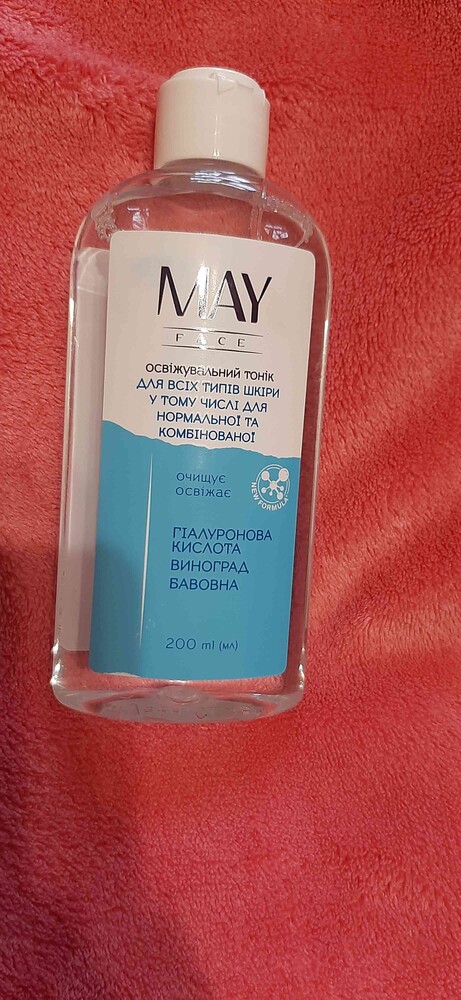 MAY
FACE
ОСВІЖУВАЛЬНИЙ ТОНІК
ДЛЯ ВСІХ ТИПІВ ШКІРИ
У ТОМУ ЧИСЛІ ДЛЯ
НОРМАЛЬНОЇ ТА
КОМБІНОВАНОЇ
очищує
освіжає
NEW FORMULA
ГІАЛУРОНОВА
КИСЛОТА
ВИНОГРАД
БАВОВНА
200 ml (мл)